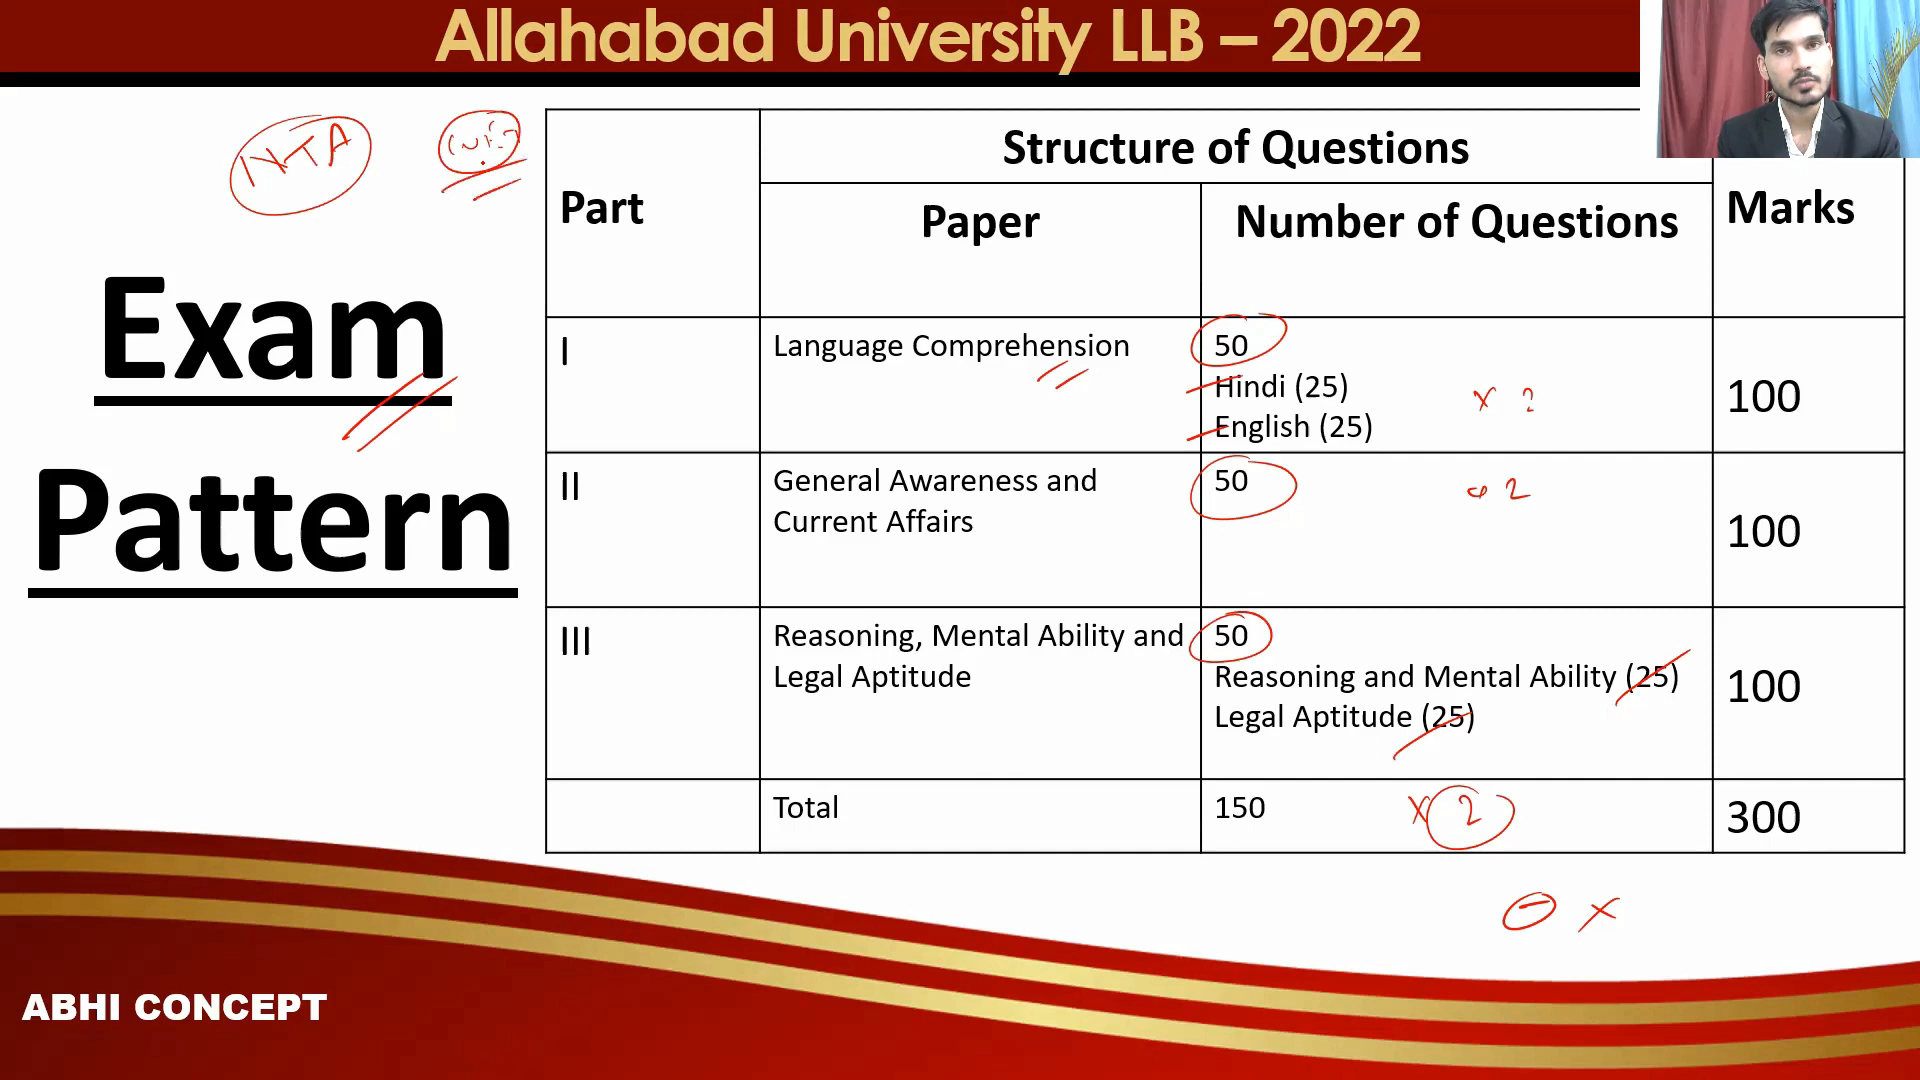 Allahabad University LLB – 2022
NTA
Exam
Pattern
Part
Structure of Questions
Marks
Paper
Number of Questions
I
Language Comprehension
50
Hindi (25)
English (25)
x 2
100
II
General Awareness and
Current Affairs
50
2
100
III
Reasoning, Mental Ability and
Legal Aptitude
50
Reasoning and Mental Ability (25)
Legal Aptitude (25)
100
Total
150
x 2
300
- x
ABHI CONCEPT